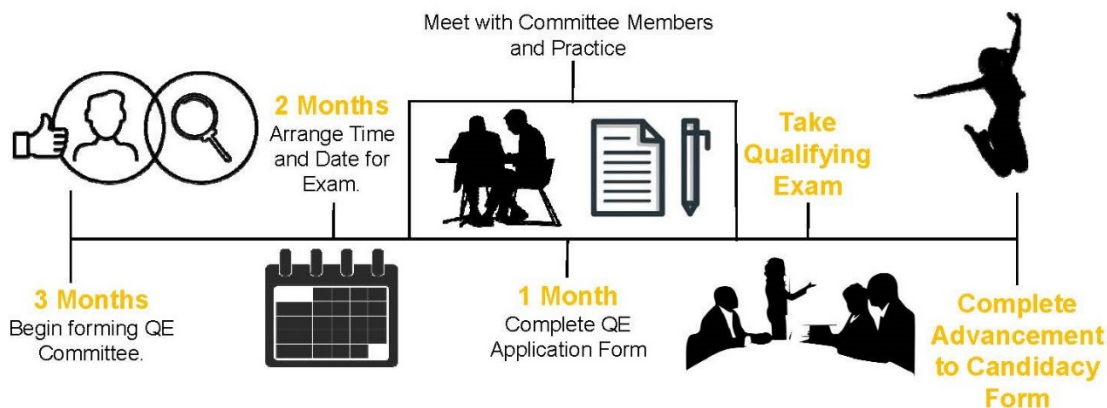 Meet with Committee Members
and Practice
2 Months
Arrange Time
and Date for
Exam.
Take
Qualifying
Exam
3 Months
Begin forming QE
Committee.
1 Month
Complete QE
Application Form
Complete
Advancement
to Candidacy
Form